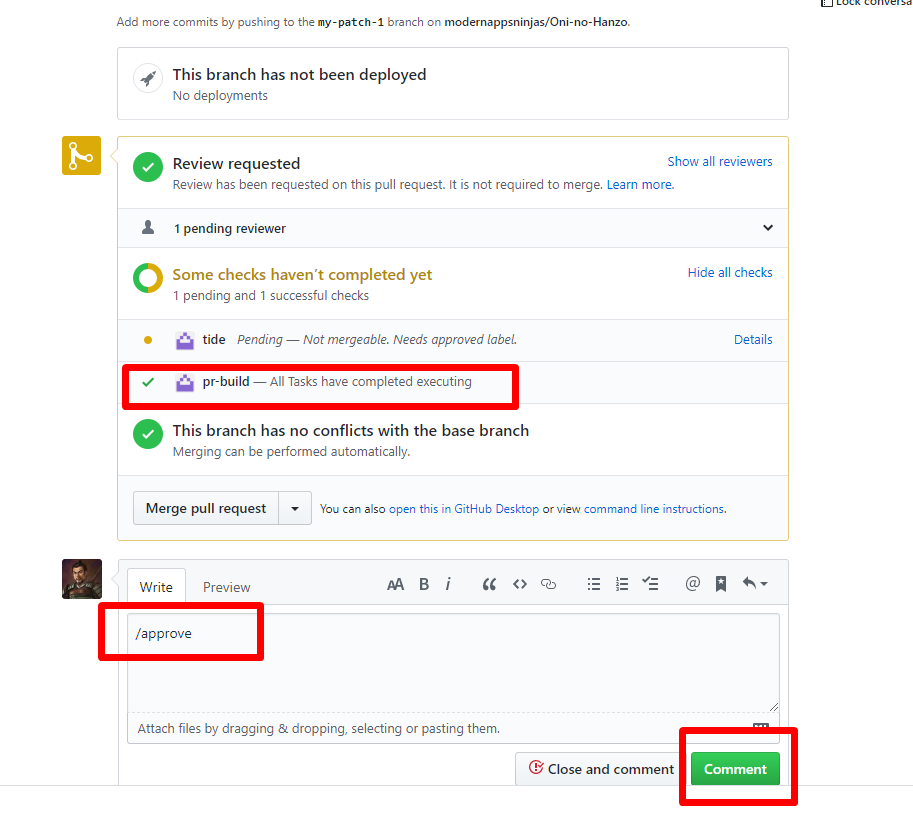 Lock conversa
Add more commits by pushing to the my-patch-1 branch on modernappsninjas/Oni-no-Hanzo.
This branch has not been deployed
No deployments
Review requested
Show all reviewers
Review has been requested on this pull request. It is not required to merge. Learn more.
1 pending reviewer
Some checks haven't completed yet
Hide all checks
1 pending and 1 successful checks
tide Pending — Not mergeable. Needs approved label.
Details
pr-build — All Tasks have completed executing
This branch has no conflicts with the base branch
Merging can be performed automatically.
Merge pull request
You can also open this in GitHub Desktop or view command line instructions.
Write
Preview
AA B i
/approve
Attach files by dragging & dropping, selecting or pasting them.
Close and comment
Comment